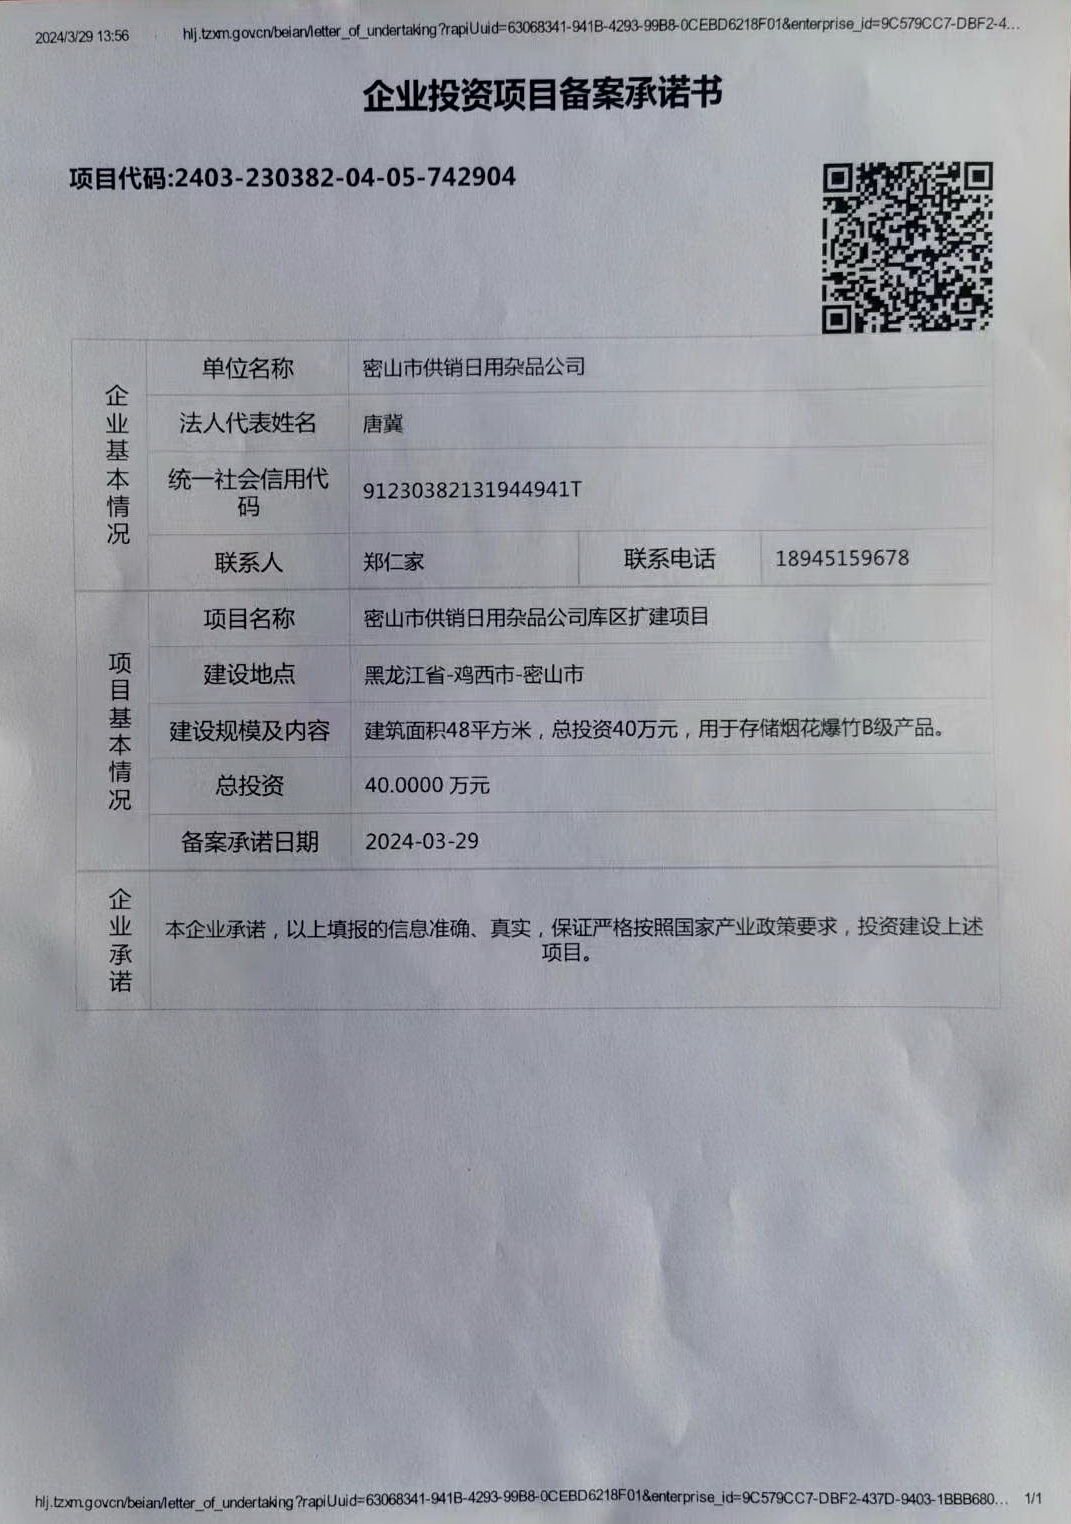 2024/3/29 13:56
hlj.tzxm.gov.cn/beian/letter_of_undertaking?rapiUuid=63068341-941B-4293-99B8-0CEBD6218F01&enterprise_id=9C579CC7-DBF2-4...
企业投资项目备案承诺书
项目代码:2403-230382-04-05-742904
企业基本情况
单位名称 密山市供销日用杂品公司
法人代表姓名 唐冀
统一社会信用代码 91230382131944941T
联系人 郑仁家 联系电话 18945159678
项目基本情况
项目名称 密山市供销日用杂品公司库区扩建项目
建设地点 黑龙江省-鸡西市-密山市
建设规模及内容 建筑面积48平方米，总投资40万元，用于存储烟花爆竹B级产品。
总投资 40.0000 万元
备案承诺日期 2024-03-29
企业承诺
本企业承诺，以上填报的信息准确、真实，保证严格按照国家产业政策要求，投资建设上述
项目。
hlj.tzxm.gov.cn/beian/letter_of_undertaking?rapiUuid=63068341-941B-4293-99B8-0CEBD6218F01&enterprise_id=9C579CC7-DBF2-437D-9403-1BBB680... 1/1